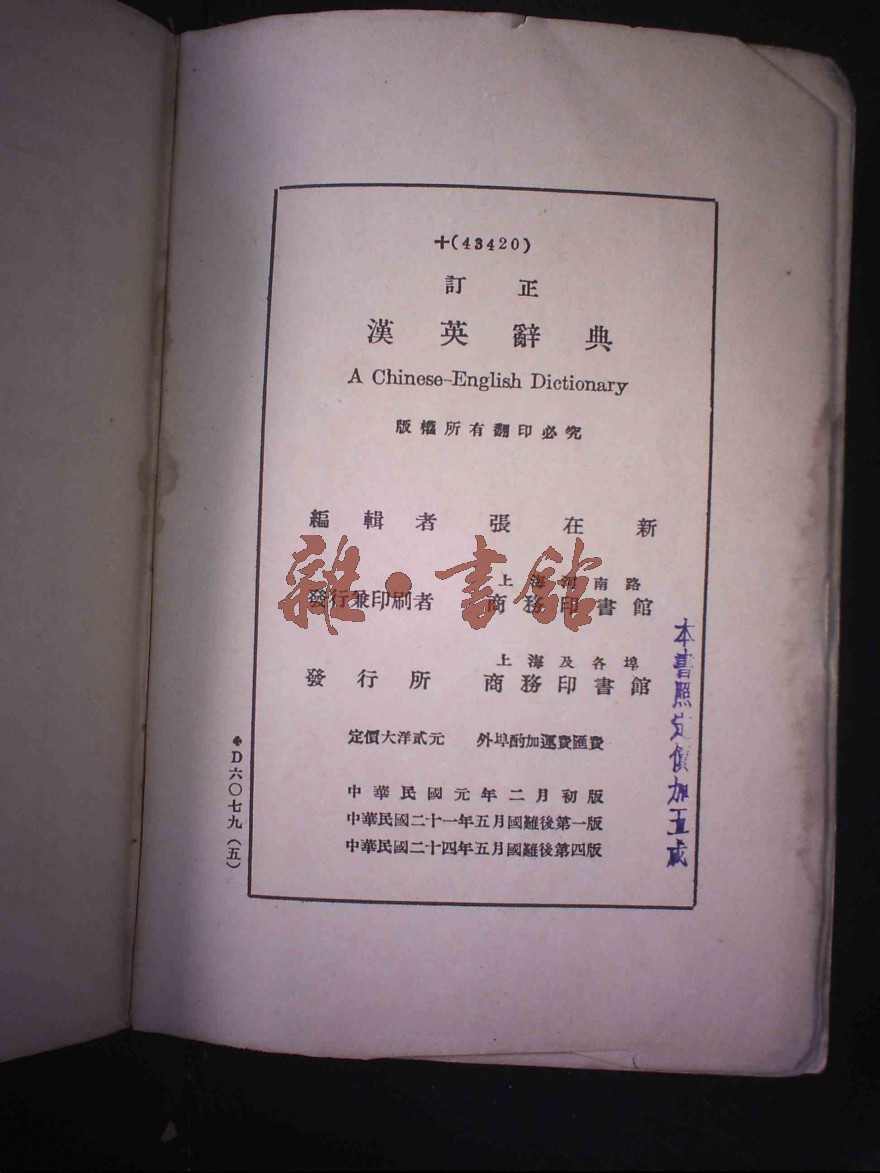 +(43420)
訂正
漢英辭典
A Chinese-English Dictionary
版權所有翻印必究
編輯者 張在新
上海河南路
發行兼印刷者 商務印書館
上海及各埠
發行所 商務印書館
定價大洋貳元 外埠酌加運費匯費
中華民國元年二月初版
中華民國二十一年五月國難後第一版
中華民國二十四年五月國難後第四版
D六〇七九(五)
本書照定價加五成
雜·書館